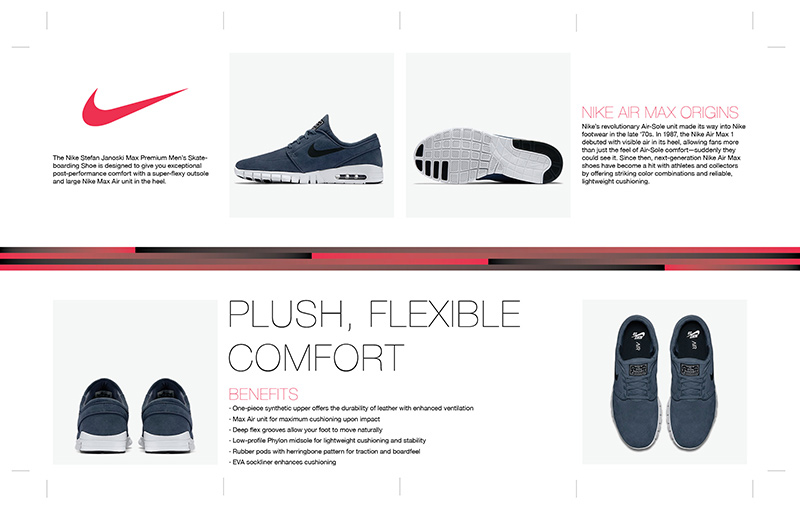 The Nike Stefan Janoski Max Premium Men's Skate-
boarding Shoe is designed to give you exceptional
post-performance comfort with a super-flexy outsole
and large Nike Max Air unit in the heel.
NIKE AIR MAX ORIGINS
Nike's revolutionary Air-Sole unit made its way into Nike
footwear in the late '70s. In 1987, the Nike Air Max 1
debuted with visible air in its heel, allowing fans more
than just the feel of Air-Sole comfort—suddenly they
could see it. Since then, next-generation Nike Air Max
shoes have become a hit with athletes and collectors
by offering striking color combinations and reliable,
lightweight cushioning.
PLUSH, FLEXIBLE
COMFORT
BENEFITS
- One-piece synthetic upper offers the durability of leather with enhanced ventilation
- Max Air unit for maximum cushioning upon impact
- Deep flex grooves allow your foot to move naturally
- Low-profile Phylon midsole for lightweight cushioning and stability
- Rubber pods with herringbone pattern for traction and boardfeel
- EVA sockliner enhances cushioning
AIR